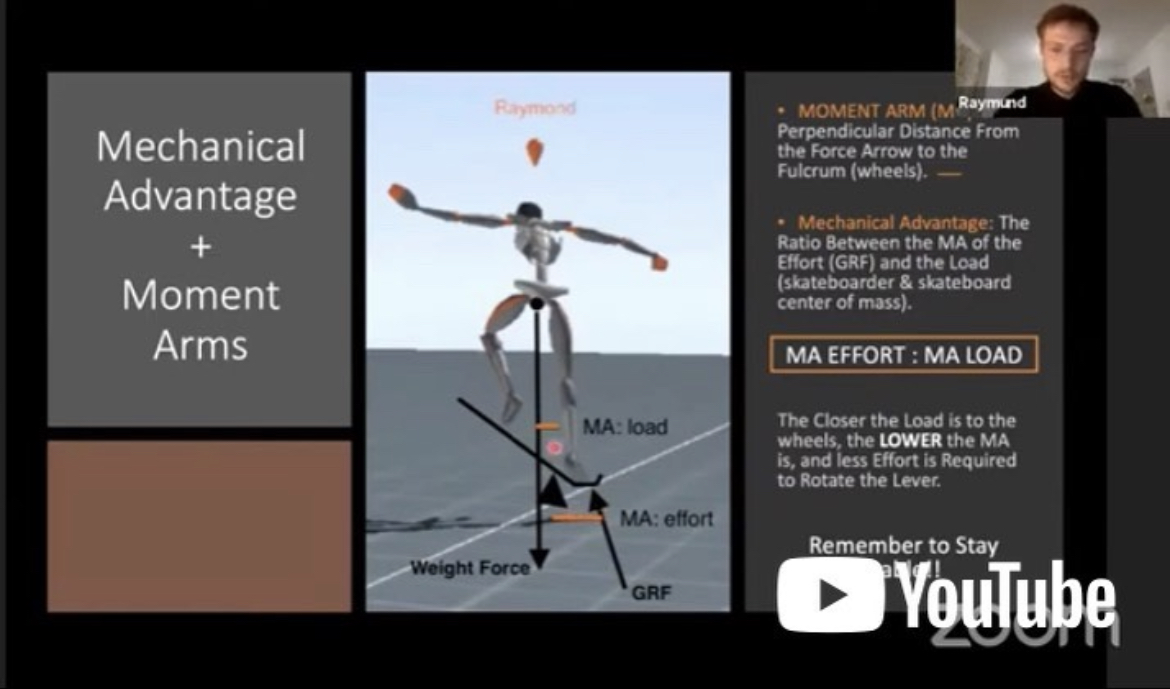 Mechanical
Advantage
+
Moment
Arms
Raymond
MA: load
MA: effort
Weight Force
GRF
Raymund
• MOMENT ARM (M
Perpendicular Distance From
the Force Arrow to the
Fulcrum (wheels).
• Mechanical Advantage: The
Ratio Between the MA of the
Effort (GRF) and the Load
(skateboarder & skateboard
center of mass).
MA EFFORT : MA LOAD
The Closer the Load is to the
wheels, the LOWER the MA
is, and less Effort is Required
to Rotate the Lever.
Remember to Stay
YouTube
zoom